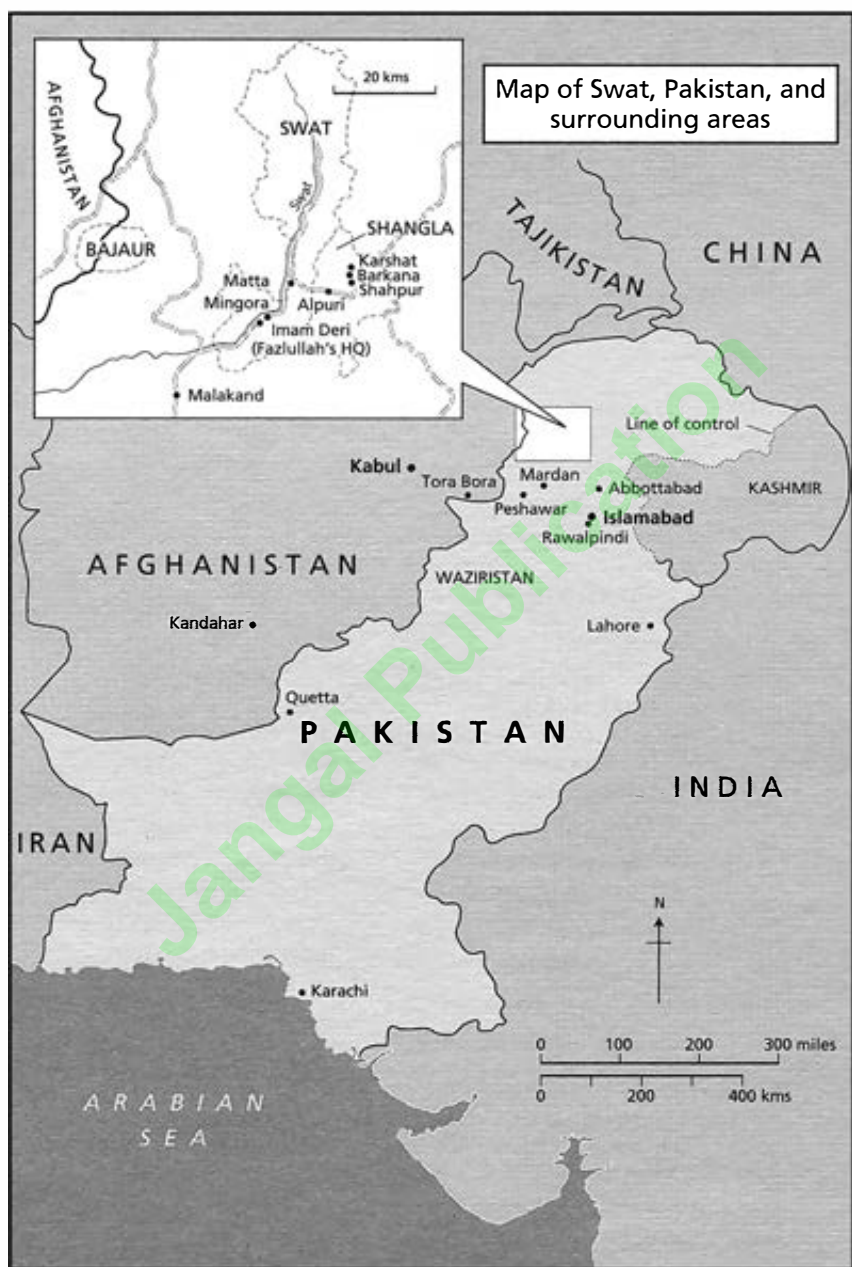 Map of Swat, Pakistan, and
surrounding areas
20 kms
AFGHANISTAN
SWAT
Swat
BAJAUR
SHANGLA
Karshat
Barkana
Shahpur
Matta
Alpuri
Mingora
Imam Deri
(Fazlullah's HQ)
Malakand
TAJIKISTAN
CHINA
Line of control
Kabul
Tora Bora
Mardan
Abbottabad
KASHMIR
Peshawar
Islamabad
Rawalpindi
AFGHANISTAN
WAZIRISTAN
Kandahar
Lahore
Quetta
PAKISTAN
INDIA
IRAN
N
Karachi
0 100 200 300 miles
0 200 400 kms
ARABIAN
SEA
Jangal Publication